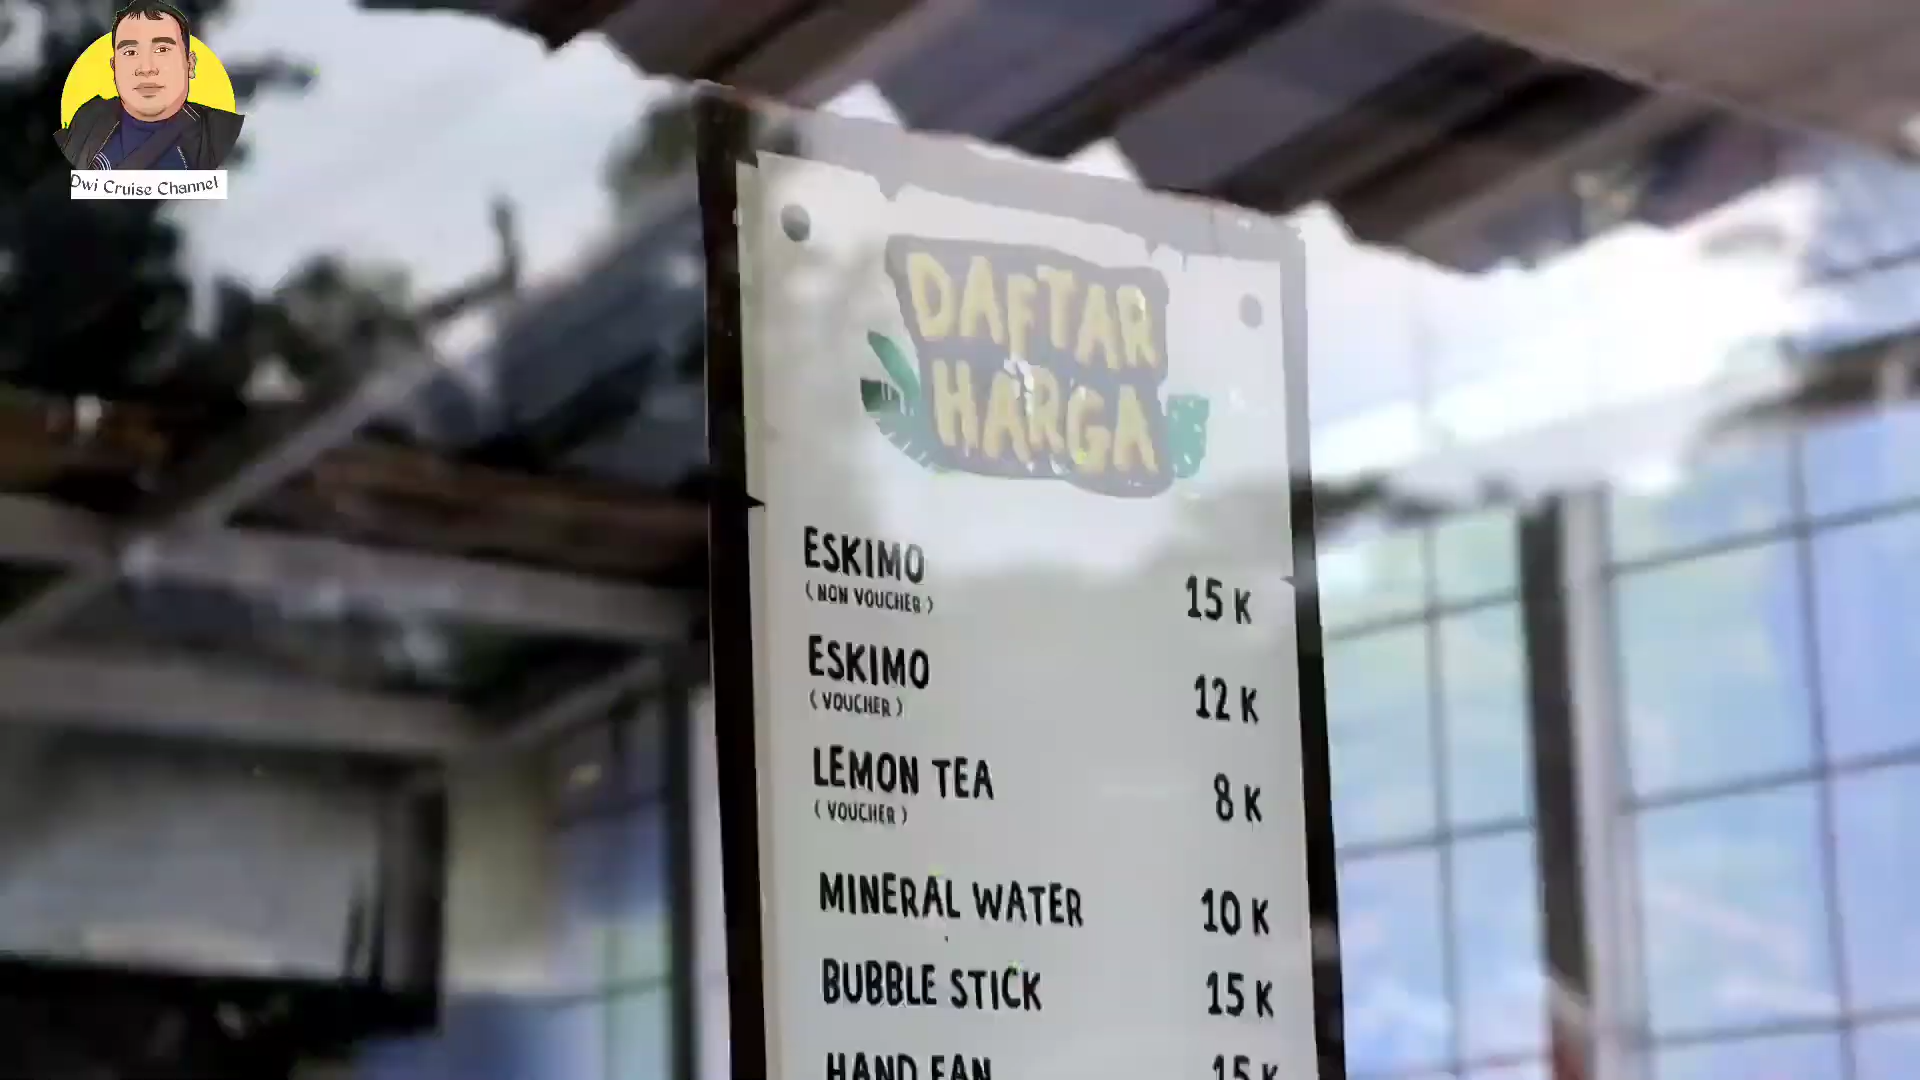 Dwi Cruise Channel
DAFTAR
HARGA
ESKIMO 15 K
( NON VOUCHER )
ESKIMO 12 K
( VOUCHER )
LEMON TEA 8 K
( VOUCHER )
MINERAL WATER 10 K
BUBBLE STICK 15 K
HAND FAN 15 K